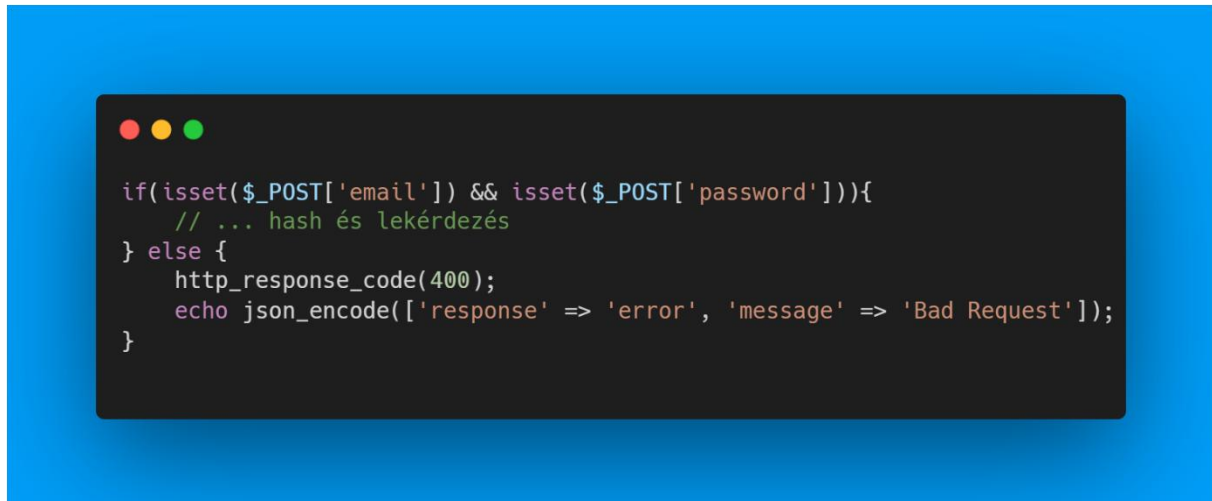 if(isset($_POST['email']) && isset($_POST['password'])){
    // ... hash és lekérdezés
} else {
    http_response_code(400);
    echo json_encode(['response' => 'error', 'message' => 'Bad Request']);
}